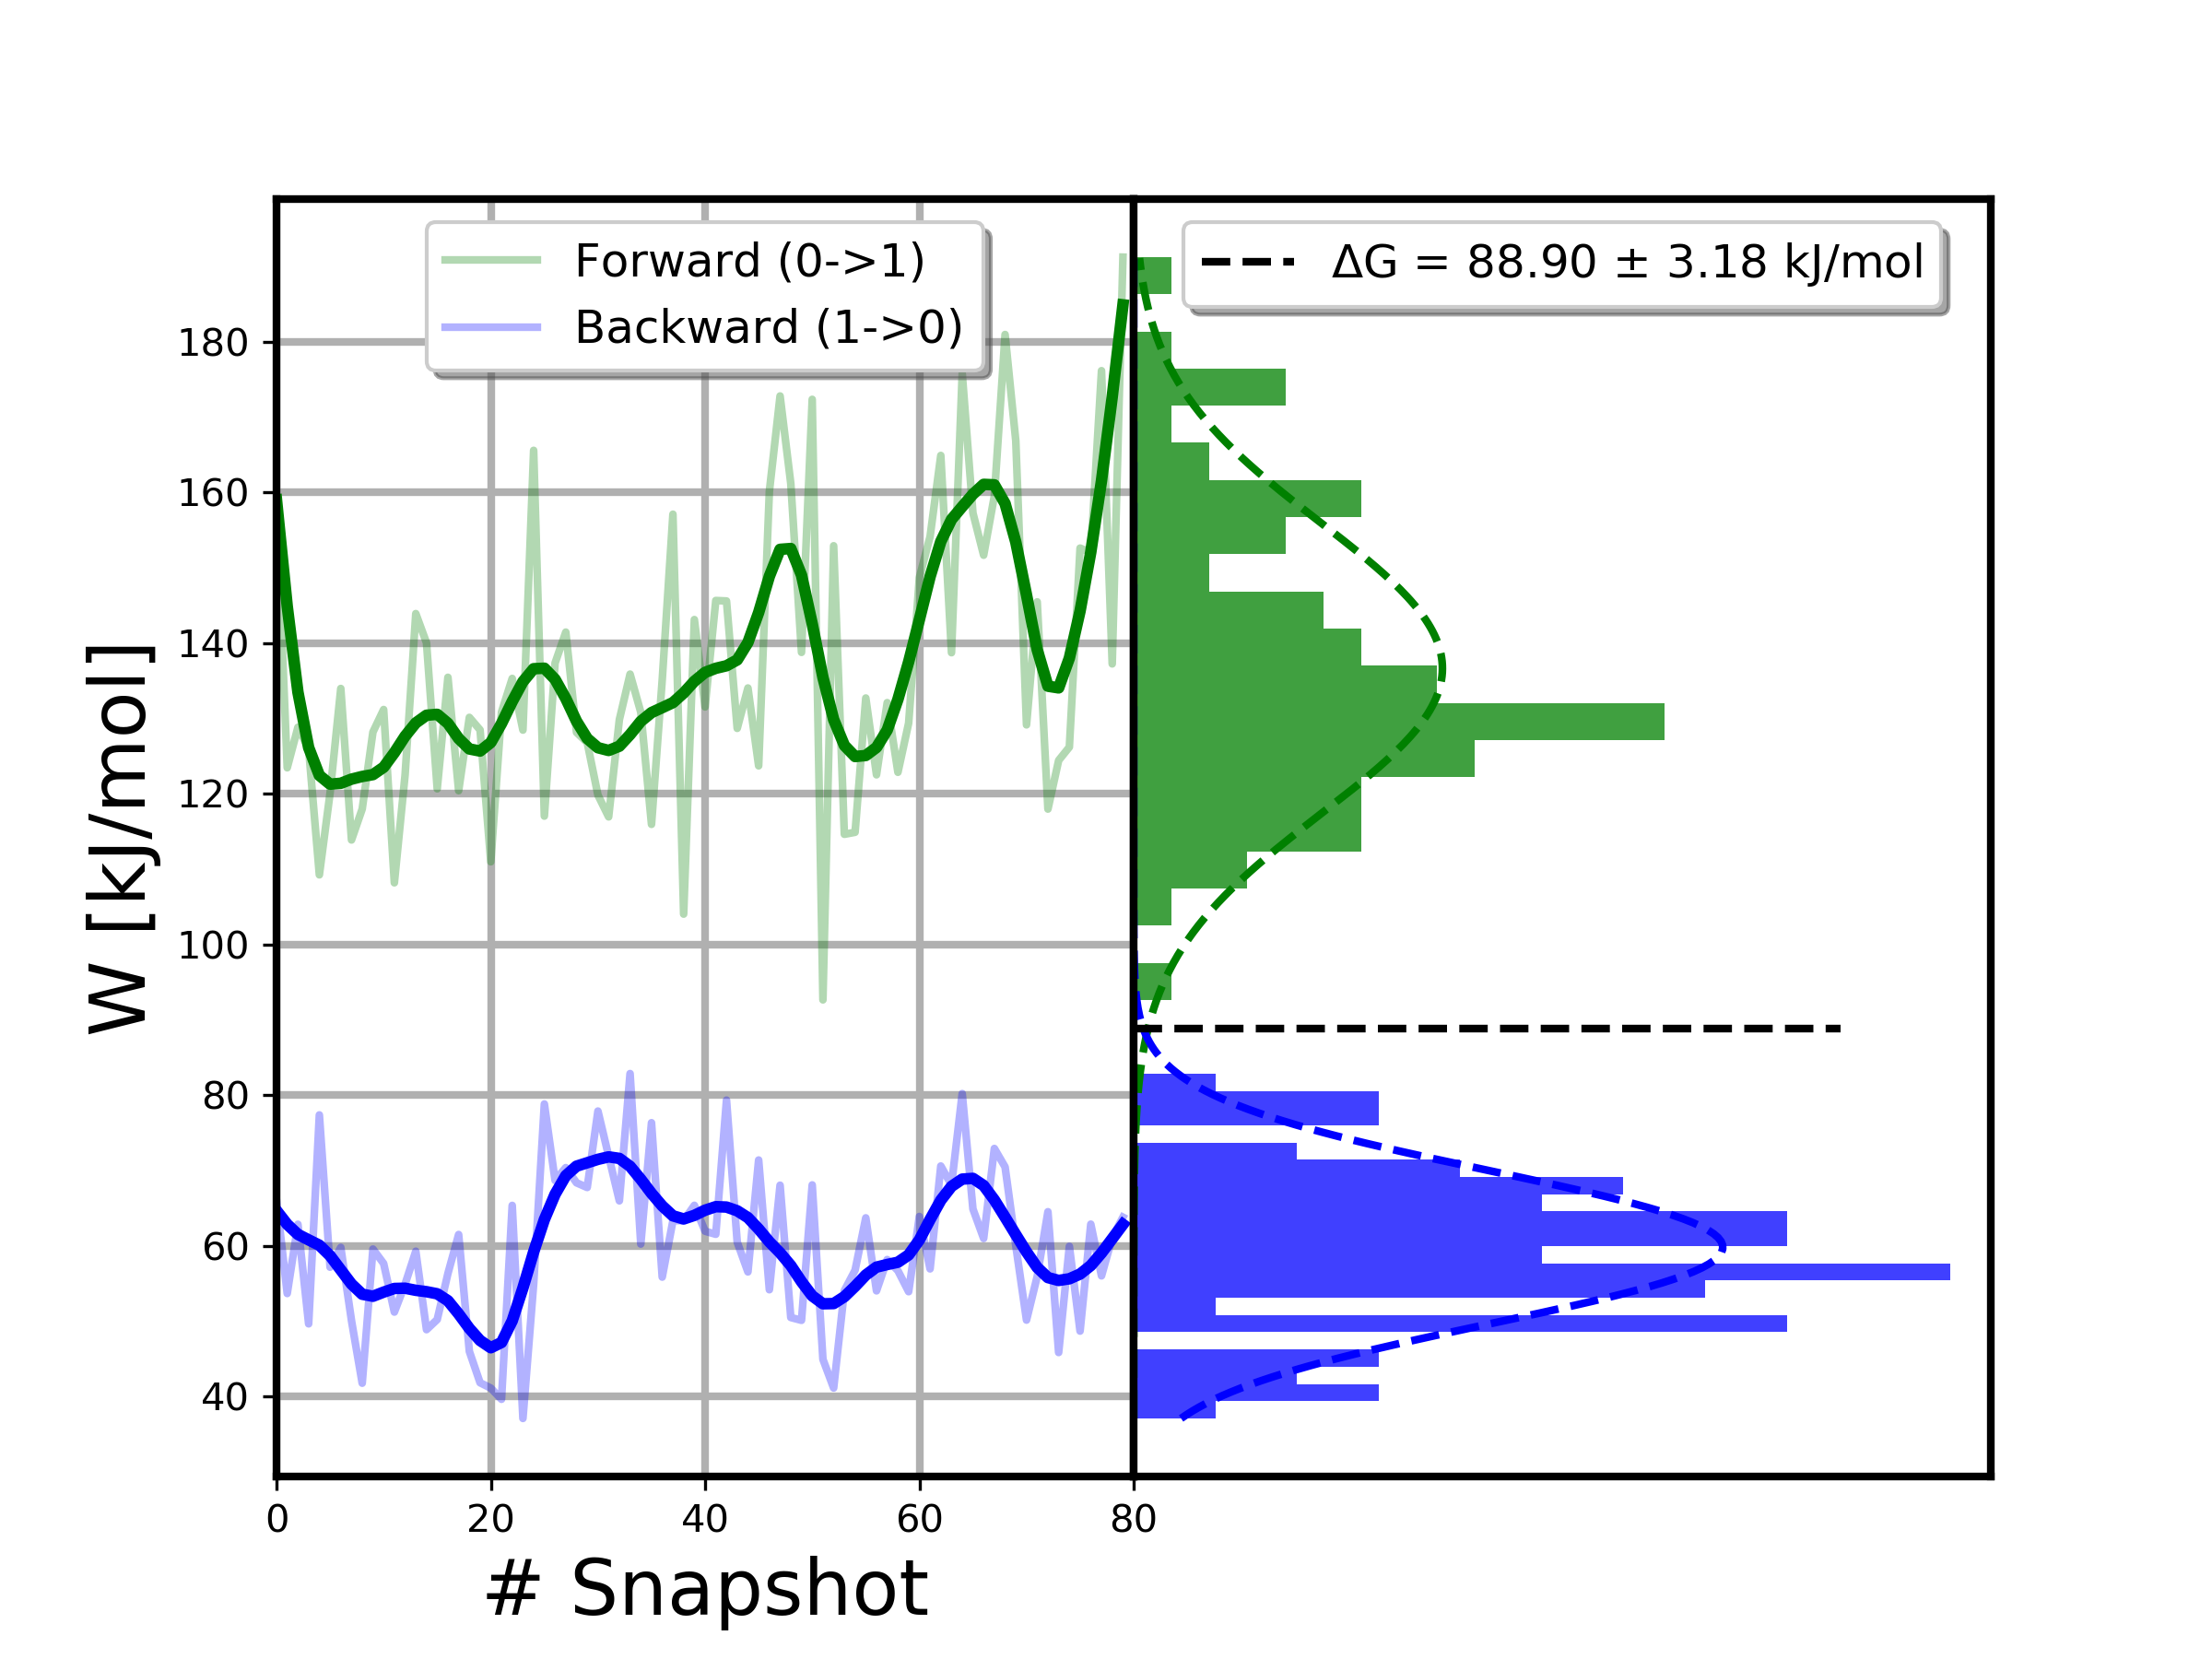 Forward (0->1)
Backward (1->0)
ΔG = 88.90 ± 3.18 kJ/mol
W [kJ/mol]
180
160
140
120
100
80
60
40
0 20 40 60 80
# Snapshot